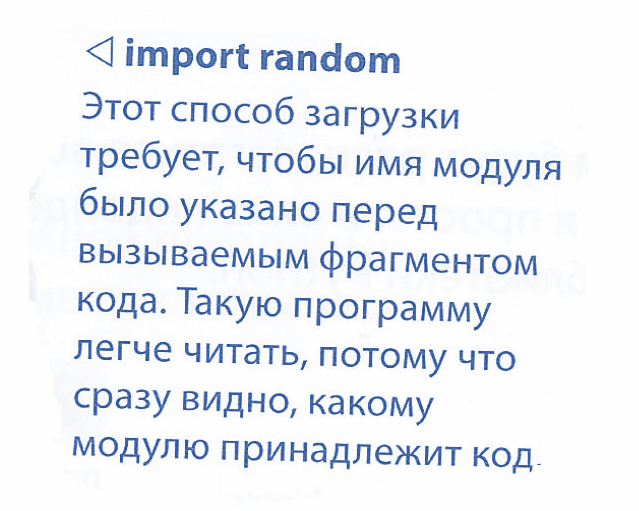 ◁ import random
Этот способ загрузки
требует, чтобы имя модуля
было указано перед
вызываемым фрагментом
кода. Такую программу
легче читать, потому что
сразу видно, какому
модулю принадлежит код.